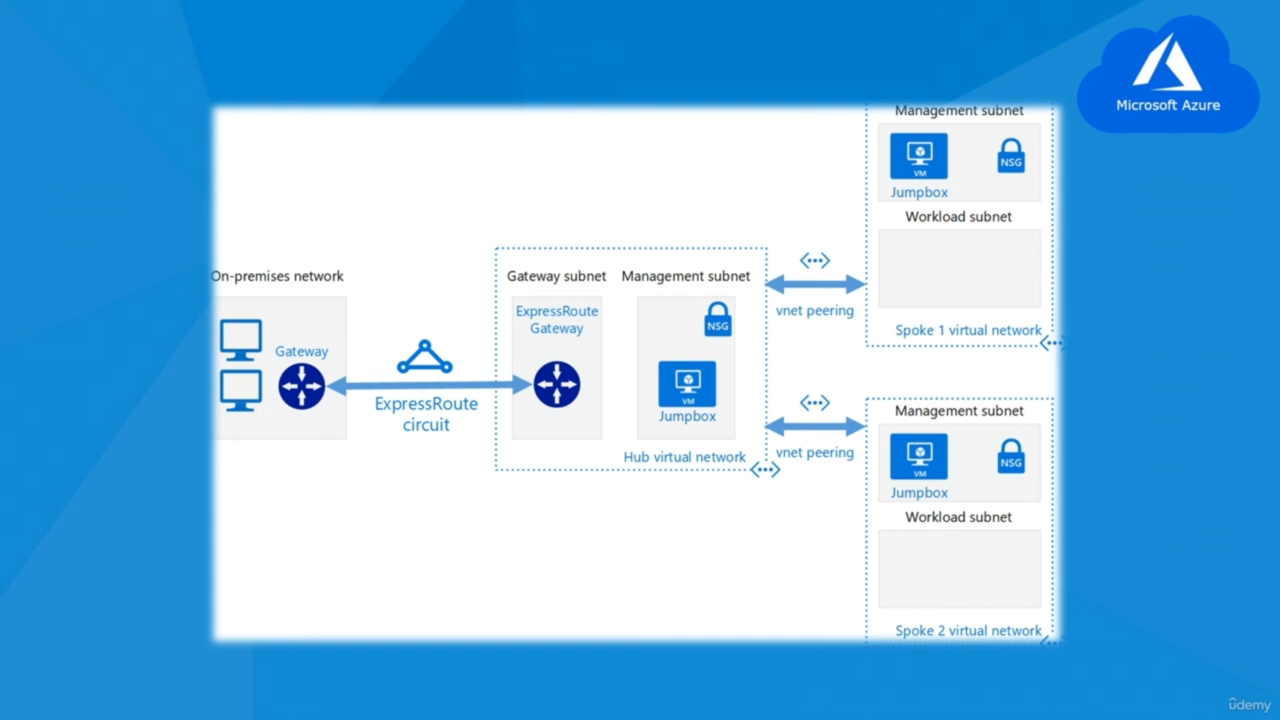 Microsoft Azure
On-premises network
Gateway
ExpressRoute
circuit
Gateway subnet
ExpressRoute
Gateway
Management subnet
NSG
VM
Jumpbox
Hub virtual network
vnet peering
vnet peering
Management subnet
VM
Jumpbox
NSG
Workload subnet
Spoke 1 virtual network
Management subnet
VM
Jumpbox
NSG
Workload subnet
Spoke 2 virtual network
udemy